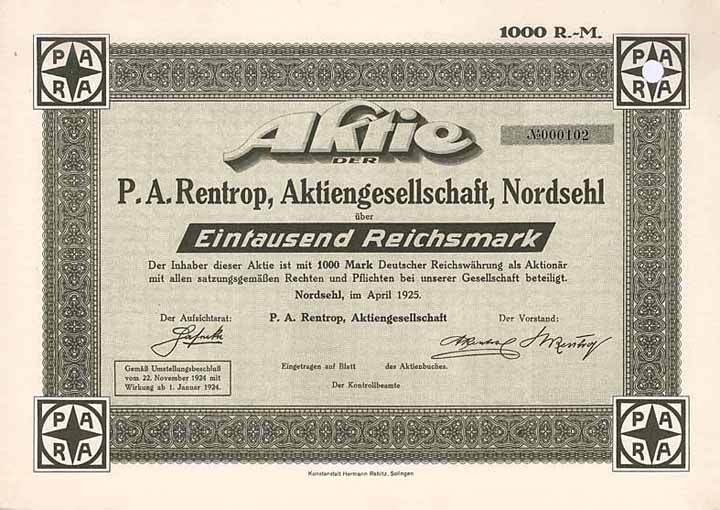 1000 R.-M.
P A
R A
P A
R A
Aktie
№000102
DER
P. A. Rentrop, Aktiengesellschaft, Nordsehl
über
Eintausend Reichsmark
Der Inhaber dieser Aktie ist mit 1000 Mark Deutscher Reichswährung als Aktionär
mit allen satzungsgemäßen Rechten und Pflichten bei unserer Gesellschaft beteiligt.
Nordsehl, im April 1925.
Der Aufsichtsrat: P. A. Rentrop, Aktiengesellschaft Der Vorstand:
Gemäß Umstellungsbeschluß
vom 22. November 1924 mit
Wirkung ab 1. Januar 1924.
Eingetragen auf Blatt des Aktienbuches.
Der Kontrollbeamte
P A
R A
P A
R A
Kunstanstalt Hermann Rabitz, Solingen